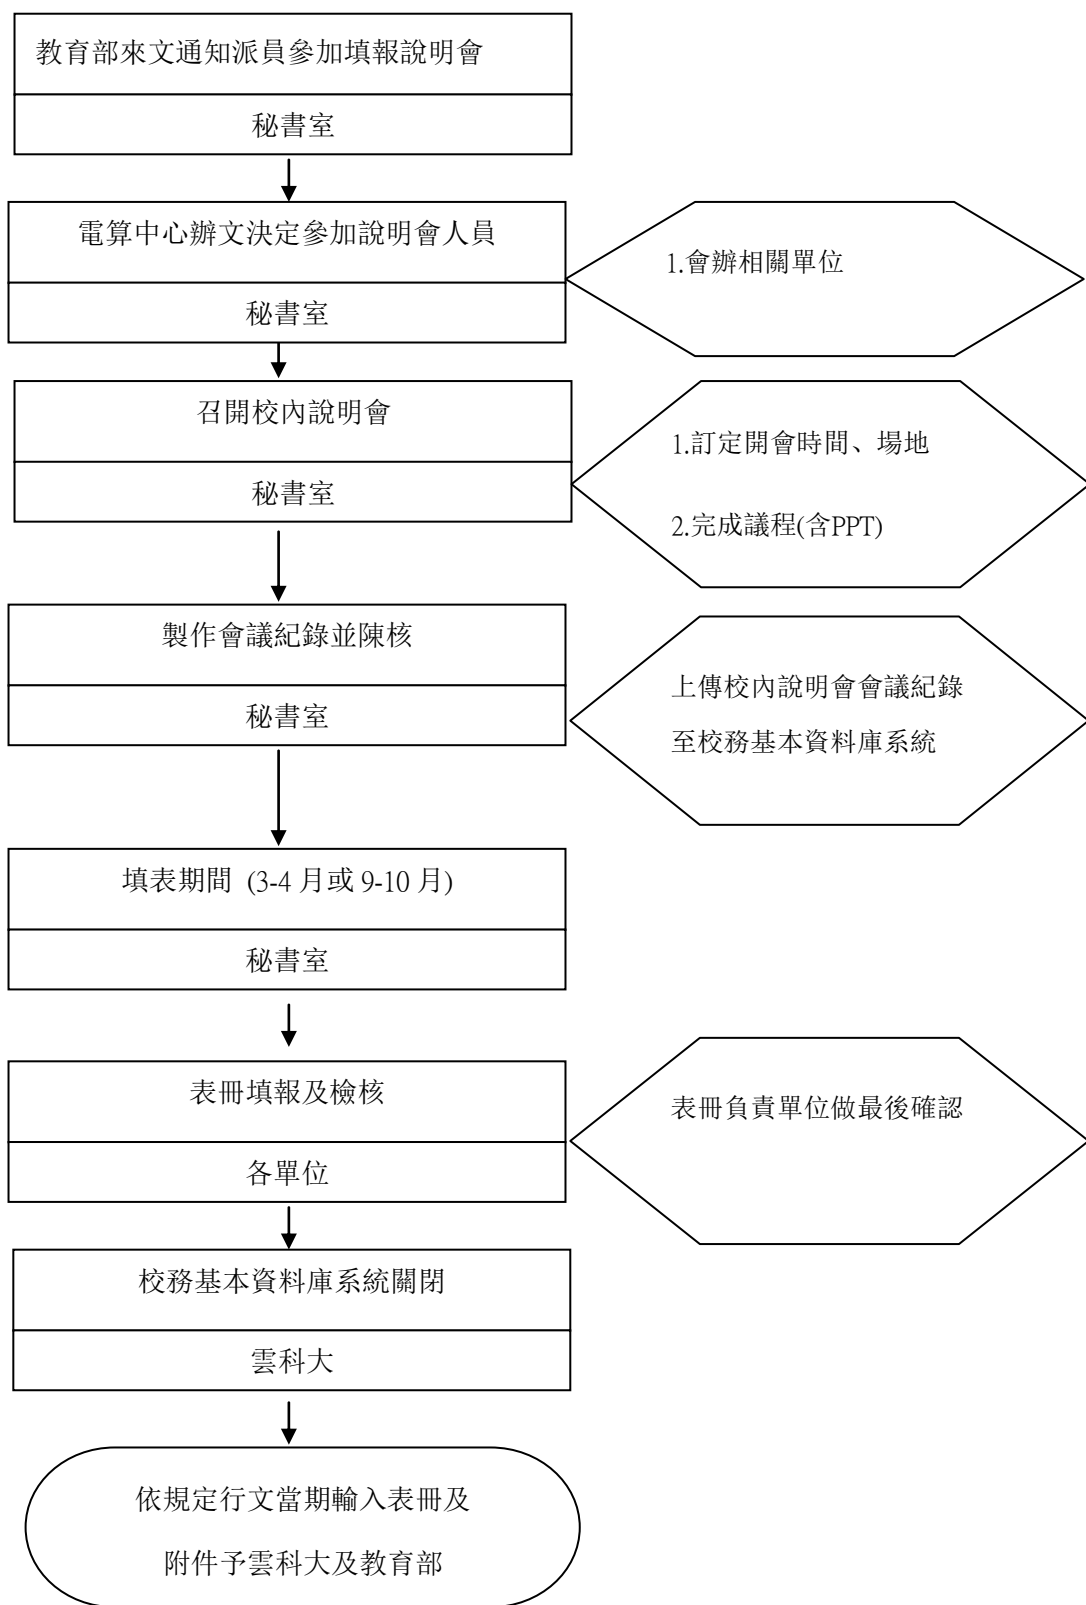 教育部來文通知派員參加填報說明會
秘書室
電算中心辦文決定參加說明會人員
秘書室
1.會辦相關單位
召開校內說明會
秘書室
1.訂定開會時間、場地
2.完成議程(含PPT)
製作會議紀錄並陳核
秘書室
上傳校內說明會會議紀錄
至校務基本資料庫系統
填表期間 (3-4 月或 9-10 月)
秘書室
表冊填報及檢核
各單位
表冊負責單位做最後確認
校務基本資料庫系統關閉
雲科大
依規定行文當期輸入表冊及
附件予雲科大及教育部